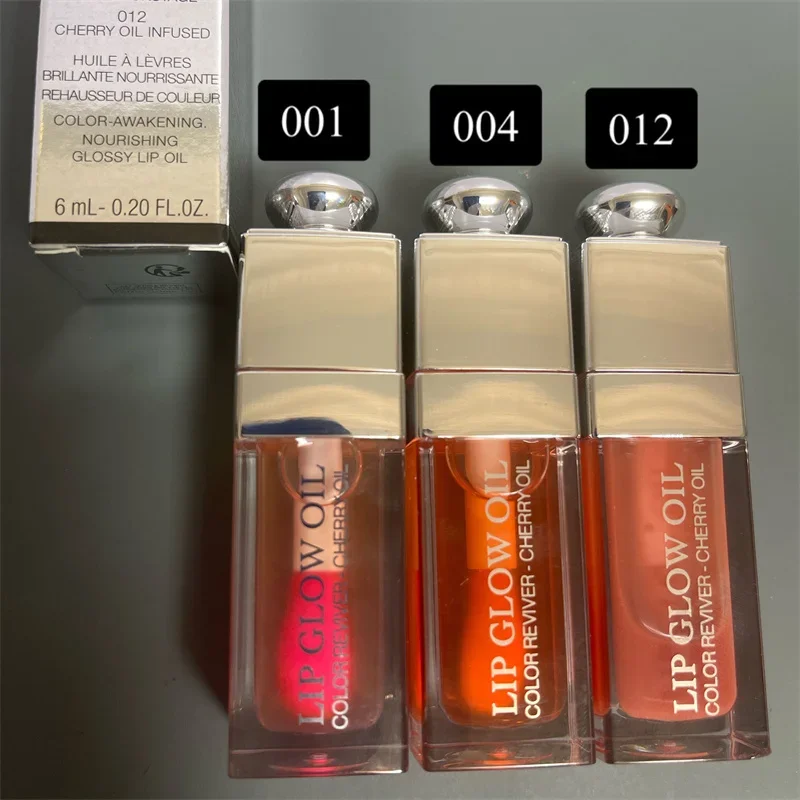 012
CHERRY OIL INFUSED
HUILE À LÈVRES
BRILLANTE NOURRISSANTE
REHAUSSEUR DE COULEUR
COLOR-AWAKENING.
NOURISHING
GLOSSY LIP OIL
6 mL- 0.20 FL.OZ.
001
004
012
LIP GLOW OIL
COLOR REVIVER - CHERRY OIL
LIP GLOW OIL
COLOR REVIVER - CHERRY OIL
LIP GLOW OIL
COLOR REVIVER - CHERRY OIL